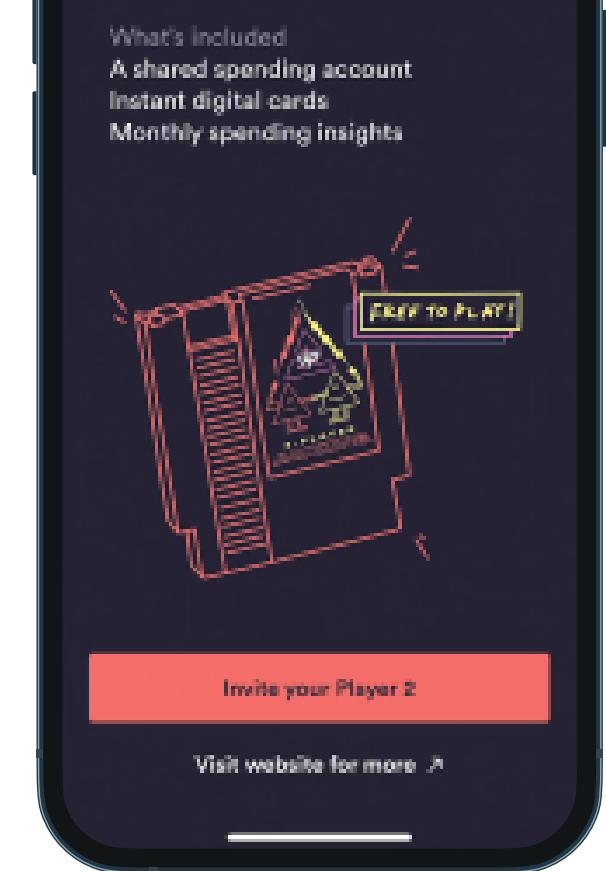 What's included
A shared spending account
Instant digital cards
Monthly spending insights
FREE TO PLAY!
Invite your Player 2
Visit website for more ↗